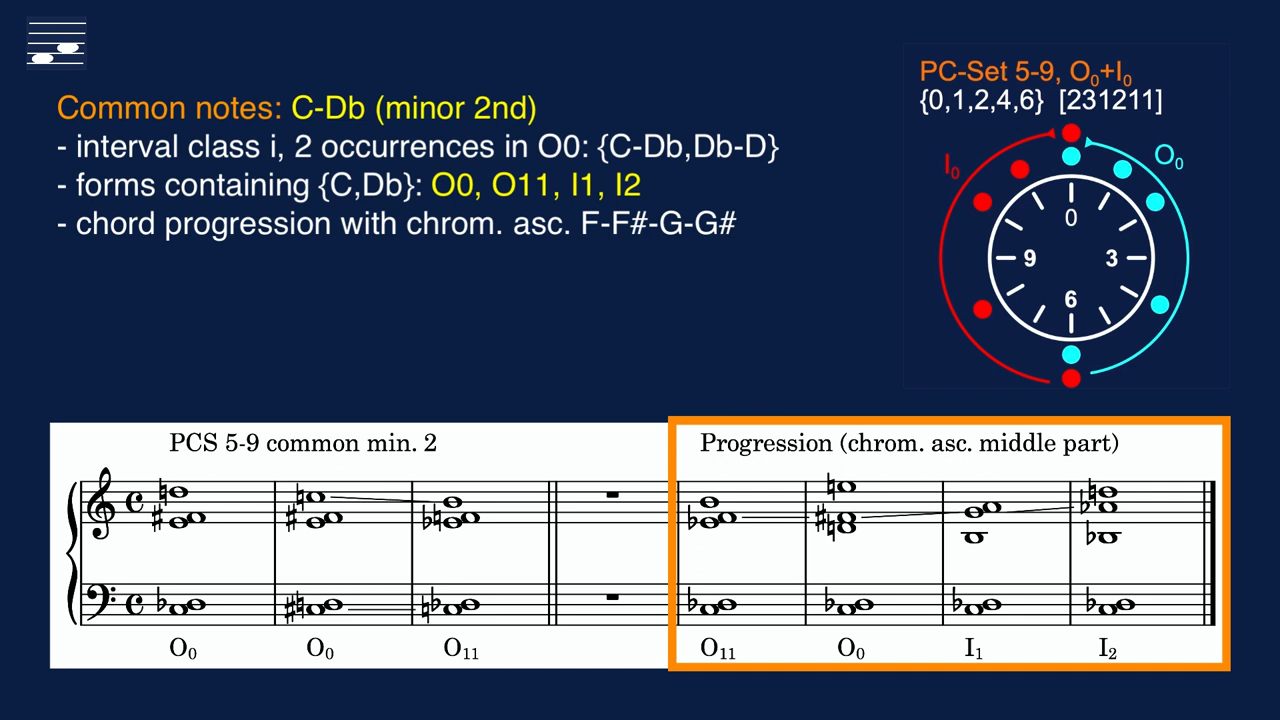 Common notes: C-Db (minor 2nd)
- interval class i, 2 occurrences in O0: {C-Db,Db-D}
- forms containing {C,Db}: O0, O11, I1, I2
- chord progression with chrom. asc. F-F#-G-G#
PC-Set 5-9, O₀+I₀
{0,1,2,4,6} [231211]
I₀
O₀
0
9 3
6
PCS 5-9 common min. 2
Progression (chrom. asc. middle part)
O₀ O₀ O₁₁ O₁₁ O₀ I₁ I₂